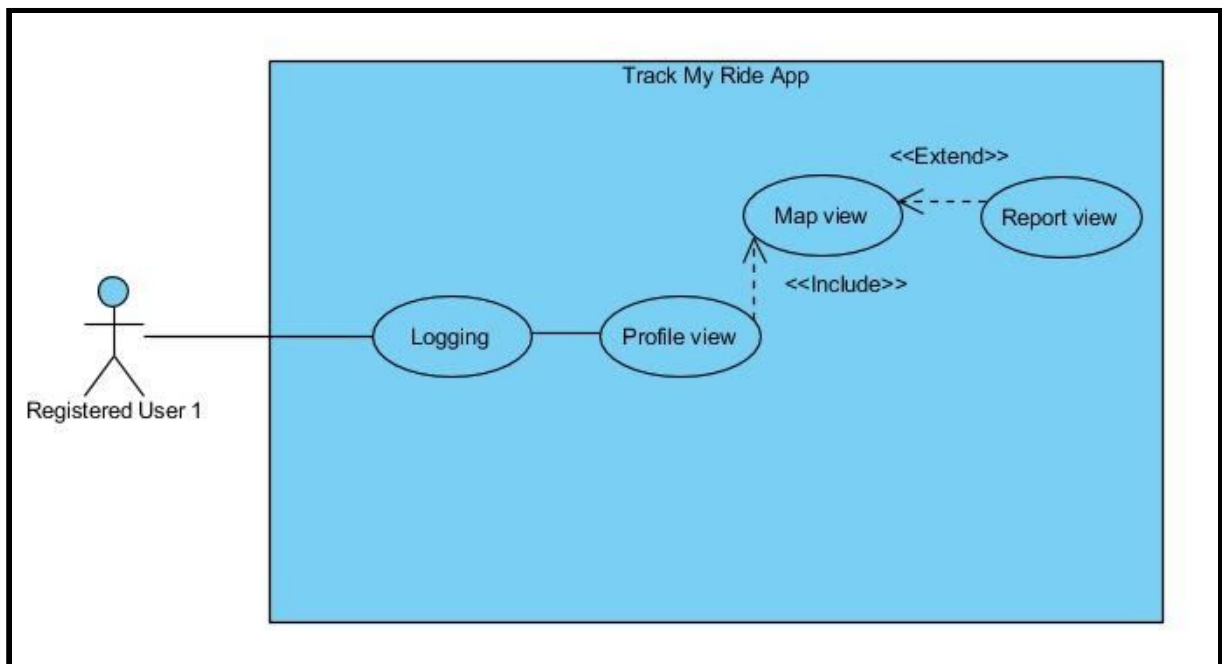 Track My Ride App
<<Extend>>
Map view
Report view
<<Include>>
Logging
Profile view
Registered User 1